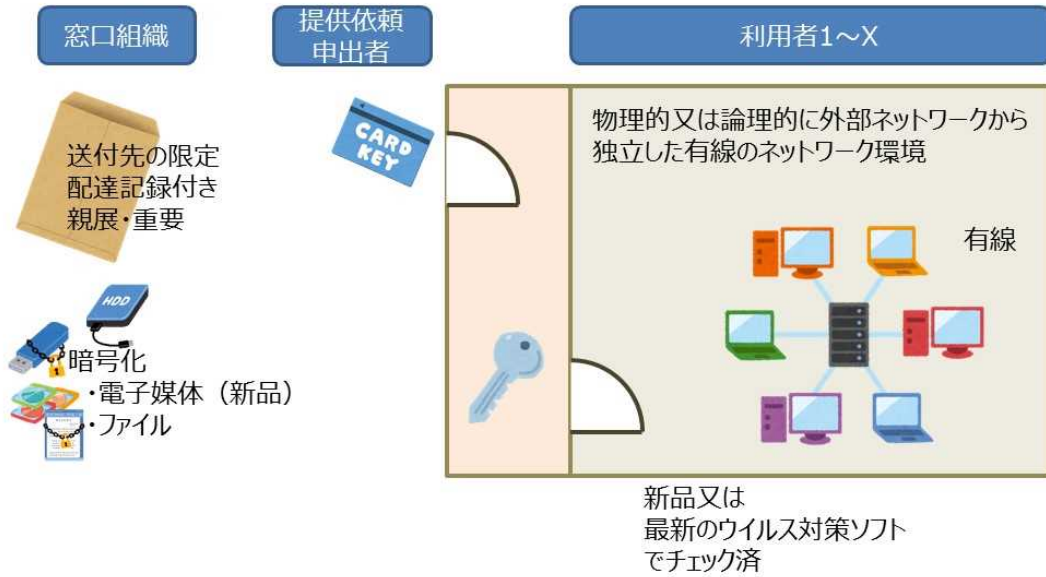 窓口組織
提供依頼
申出者
利用者1～X
送付先の限定
配達記録付き
親展・重要
CARD
KEY
物理的又は論理的に外部ネットワークから
独立した有線のネットワーク環境
有線
HDD
暗号化
・電子媒体（新品）
・ファイル
新品又は
最新のウイルス対策ソフト
でチェック済